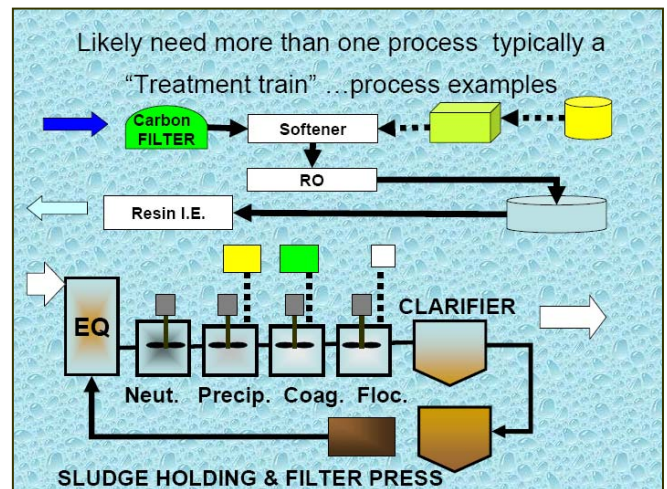 Likely need more than one process typically a
“Treatment train” ...process examples
Carbon
FILTER
Softener
RO
Resin I.E.
EQ
CLARIFIER
Neut. Precip. Coag. Floc.
SLUDGE HOLDING & FILTER PRESS